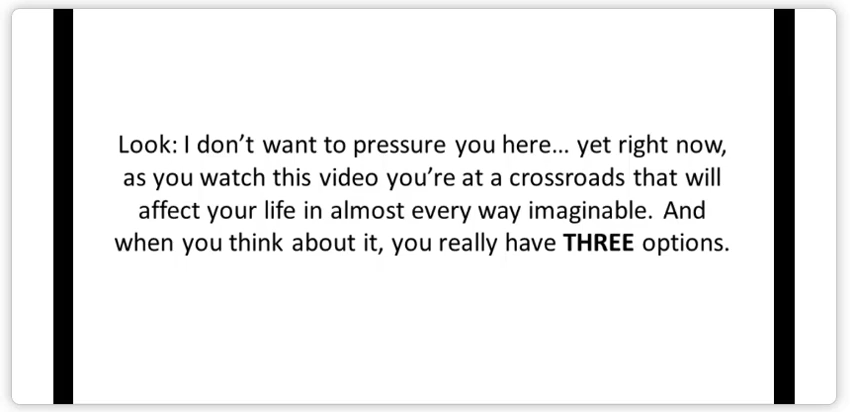 Look: I don’t want to pressure you here… yet right now,
as you watch this video you’re at a crossroads that will
affect your life in almost every way imaginable.  And
when you think about it, you really have THREE options.